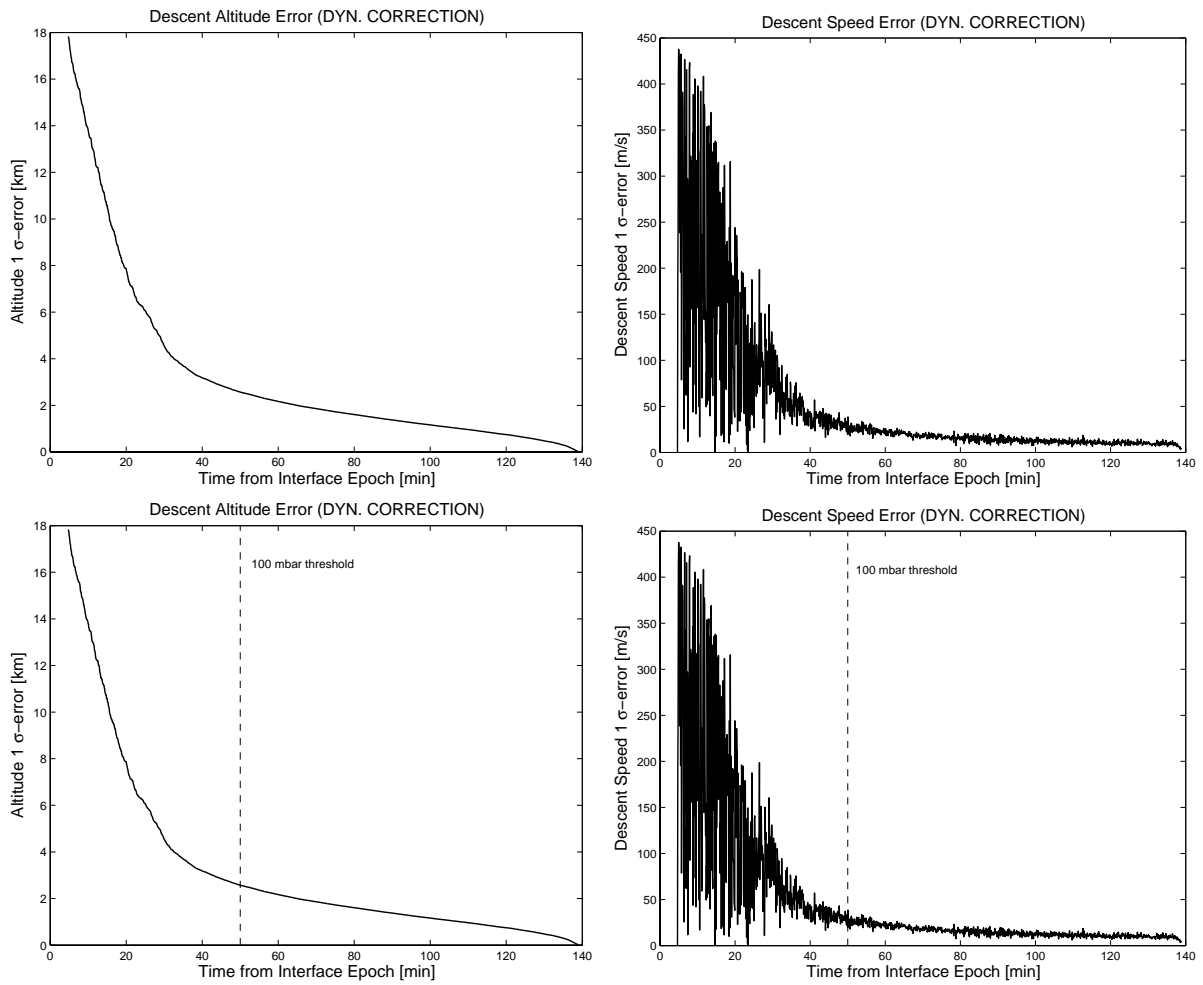 Descent Altitude Error (DYN. CORRECTION)
18
16
14
12
10
8
6
4
2
0
Altitude 1 σ−error [km]
0 20 40 60 80 100 120 140
Time from Interface Epoch [min]
Descent Speed Error (DYN. CORRECTION)
450
400
350
300
250
200
150
100
50
0
Descent Speed 1 σ−error [m/s]
0 20 40 60 80 100 120 140
Time from Interface Epoch [min]
Descent Altitude Error (DYN. CORRECTION)
18
16
14
12
10
8
6
4
2
0
Altitude 1 σ−error [km]
100 mbar threshold
0 20 40 60 80 100 120 140
Time from Interface Epoch [min]
Descent Speed Error (DYN. CORRECTION)
450
400
350
300
250
200
150
100
50
0
Descent Speed 1 σ−error [m/s]
100 mbar threshold
0 20 40 60 80 100 120 140
Time from Interface Epoch [min]